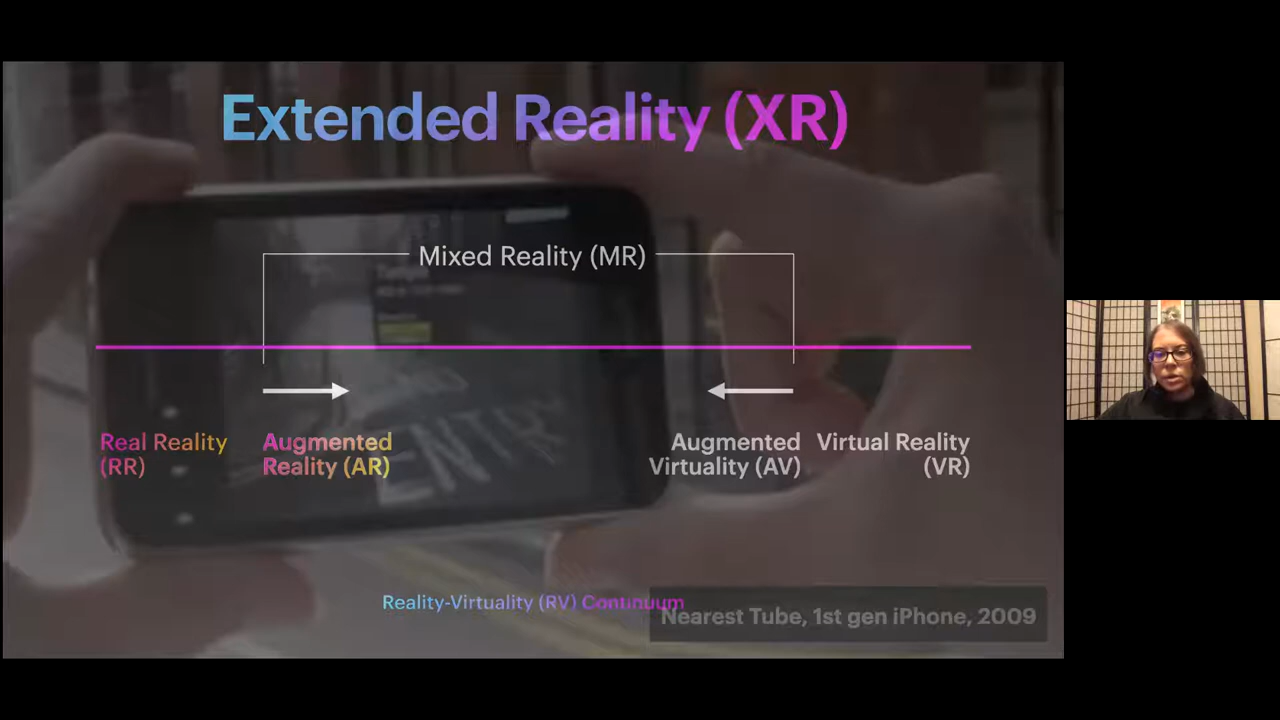 Extended Reality (XR)
Mixed Reality (MR)
Real Reality
(RR)
Augmented
Reality (AR)
Augmented
Virtuality (AV)
Virtual Reality
(VR)
ENTRY
Reality-Virtuality (RV) Continuum
Nearest Tube, 1st gen iPhone, 2009